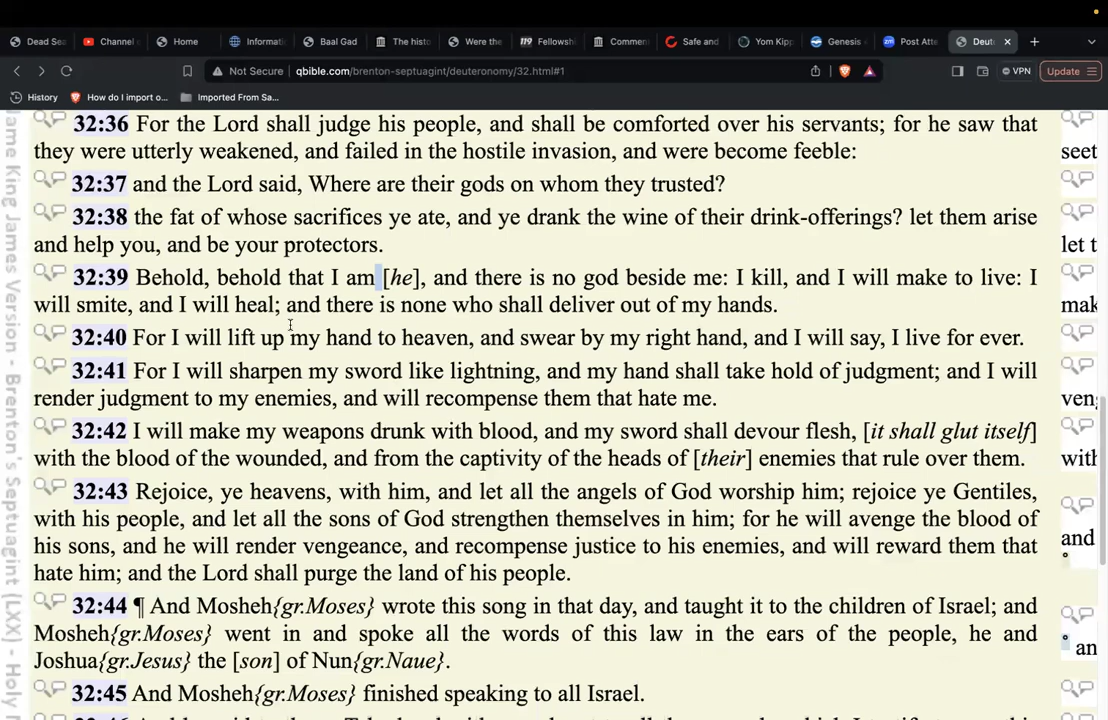 Dead Sea
Channel c
Home
Informati
Baal Gad
The histo
Were the
119 Fellowshi
Comment
Safe and
Yom Kipp
Genesis
zm Post Atte
Deut
Not Secure qbible.com/brenton-septuagint/deuteronomy/32.html#1
VPN
Update
History
How do I import o...
Imported From Sa...
ame King James Version - Brenton's Septuagint (LXX) - Holy
32:36 For the Lord shall judge his people, and shall be comforted over his servants; for he saw that
they were utterly weakened, and failed in the hostile invasion, and were become feeble:
seet
32:37 and the Lord said, Where are their gods on whom they trusted?
32:38 the fat of whose sacrifices ye ate, and ye drank the wine of their drink-offerings? let them arise
and help you, and be your protectors.
let t
32:39 Behold, behold that I am [he], and there is no god beside me: I kill, and I will make to live: I
will smite, and I will heal; and there is none who shall deliver out of my hands.
mak
32:40 For I will lift up my hand to heaven, and swear by my right hand, and I will say, I live for ever.
32:41 For I will sharpen my sword like lightning, and my hand shall take hold of judgment; and I will
render judgment to my enemies, and will recompense them that hate me.
ven
32:42 I will make my weapons drunk with blood, and my sword shall devour flesh, [it shall glut itself]
with the blood of the wounded, and from the captivity of the heads of [their] enemies that rule over them.
with
32:43 Rejoice, ye heavens, with him, and let all the angels of God worship him; rejoice ye Gentiles,
with his people, and let all the sons of God strengthen themselves in him; for he will avenge the blood of
his sons, and he will render vengeance, and recompense justice to his enemies, and will reward them that
hate him; and the Lord shall purge the land of his people.
and
32:44 ¶ And Mosheh{gr.Moses} wrote this song in that day, and taught it to the children of Israel; and
Mosheh{gr.Moses} went in and spoke all the words of this law in the ears of the people, he and
Joshua{gr.Jesus} the [son] of Nun{gr.Naue}.
° an
32:45 And Mosheh{gr.Moses} finished speaking to all Israel.